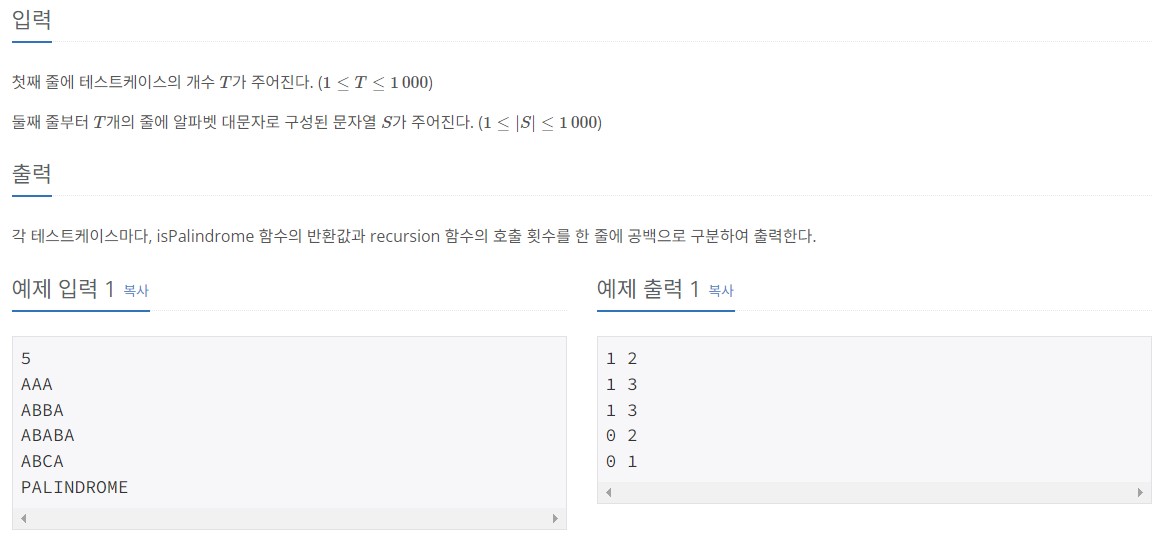 입력
첫째 줄에 테스트케이스의 개수 T가 주어진다. (1 ≤ T ≤ 1 000)
둘째 줄부터 T개의 줄에 알파벳 대문자로 구성된 문자열 S가 주어진다. (1 ≤ |S| ≤ 1 000)
출력
각 테스트케이스마다, isPalindrome 함수의 반환값과 recursion 함수의 호출 횟수를 한 줄에 공백으로 구분하여 출력한다.
예제 입력 1 복사
5
AAA
ABBA
ABABA
ABCA
PALINDROME
예제 출력 1 복사
1 2
1 3
1 3
0 2
0 1